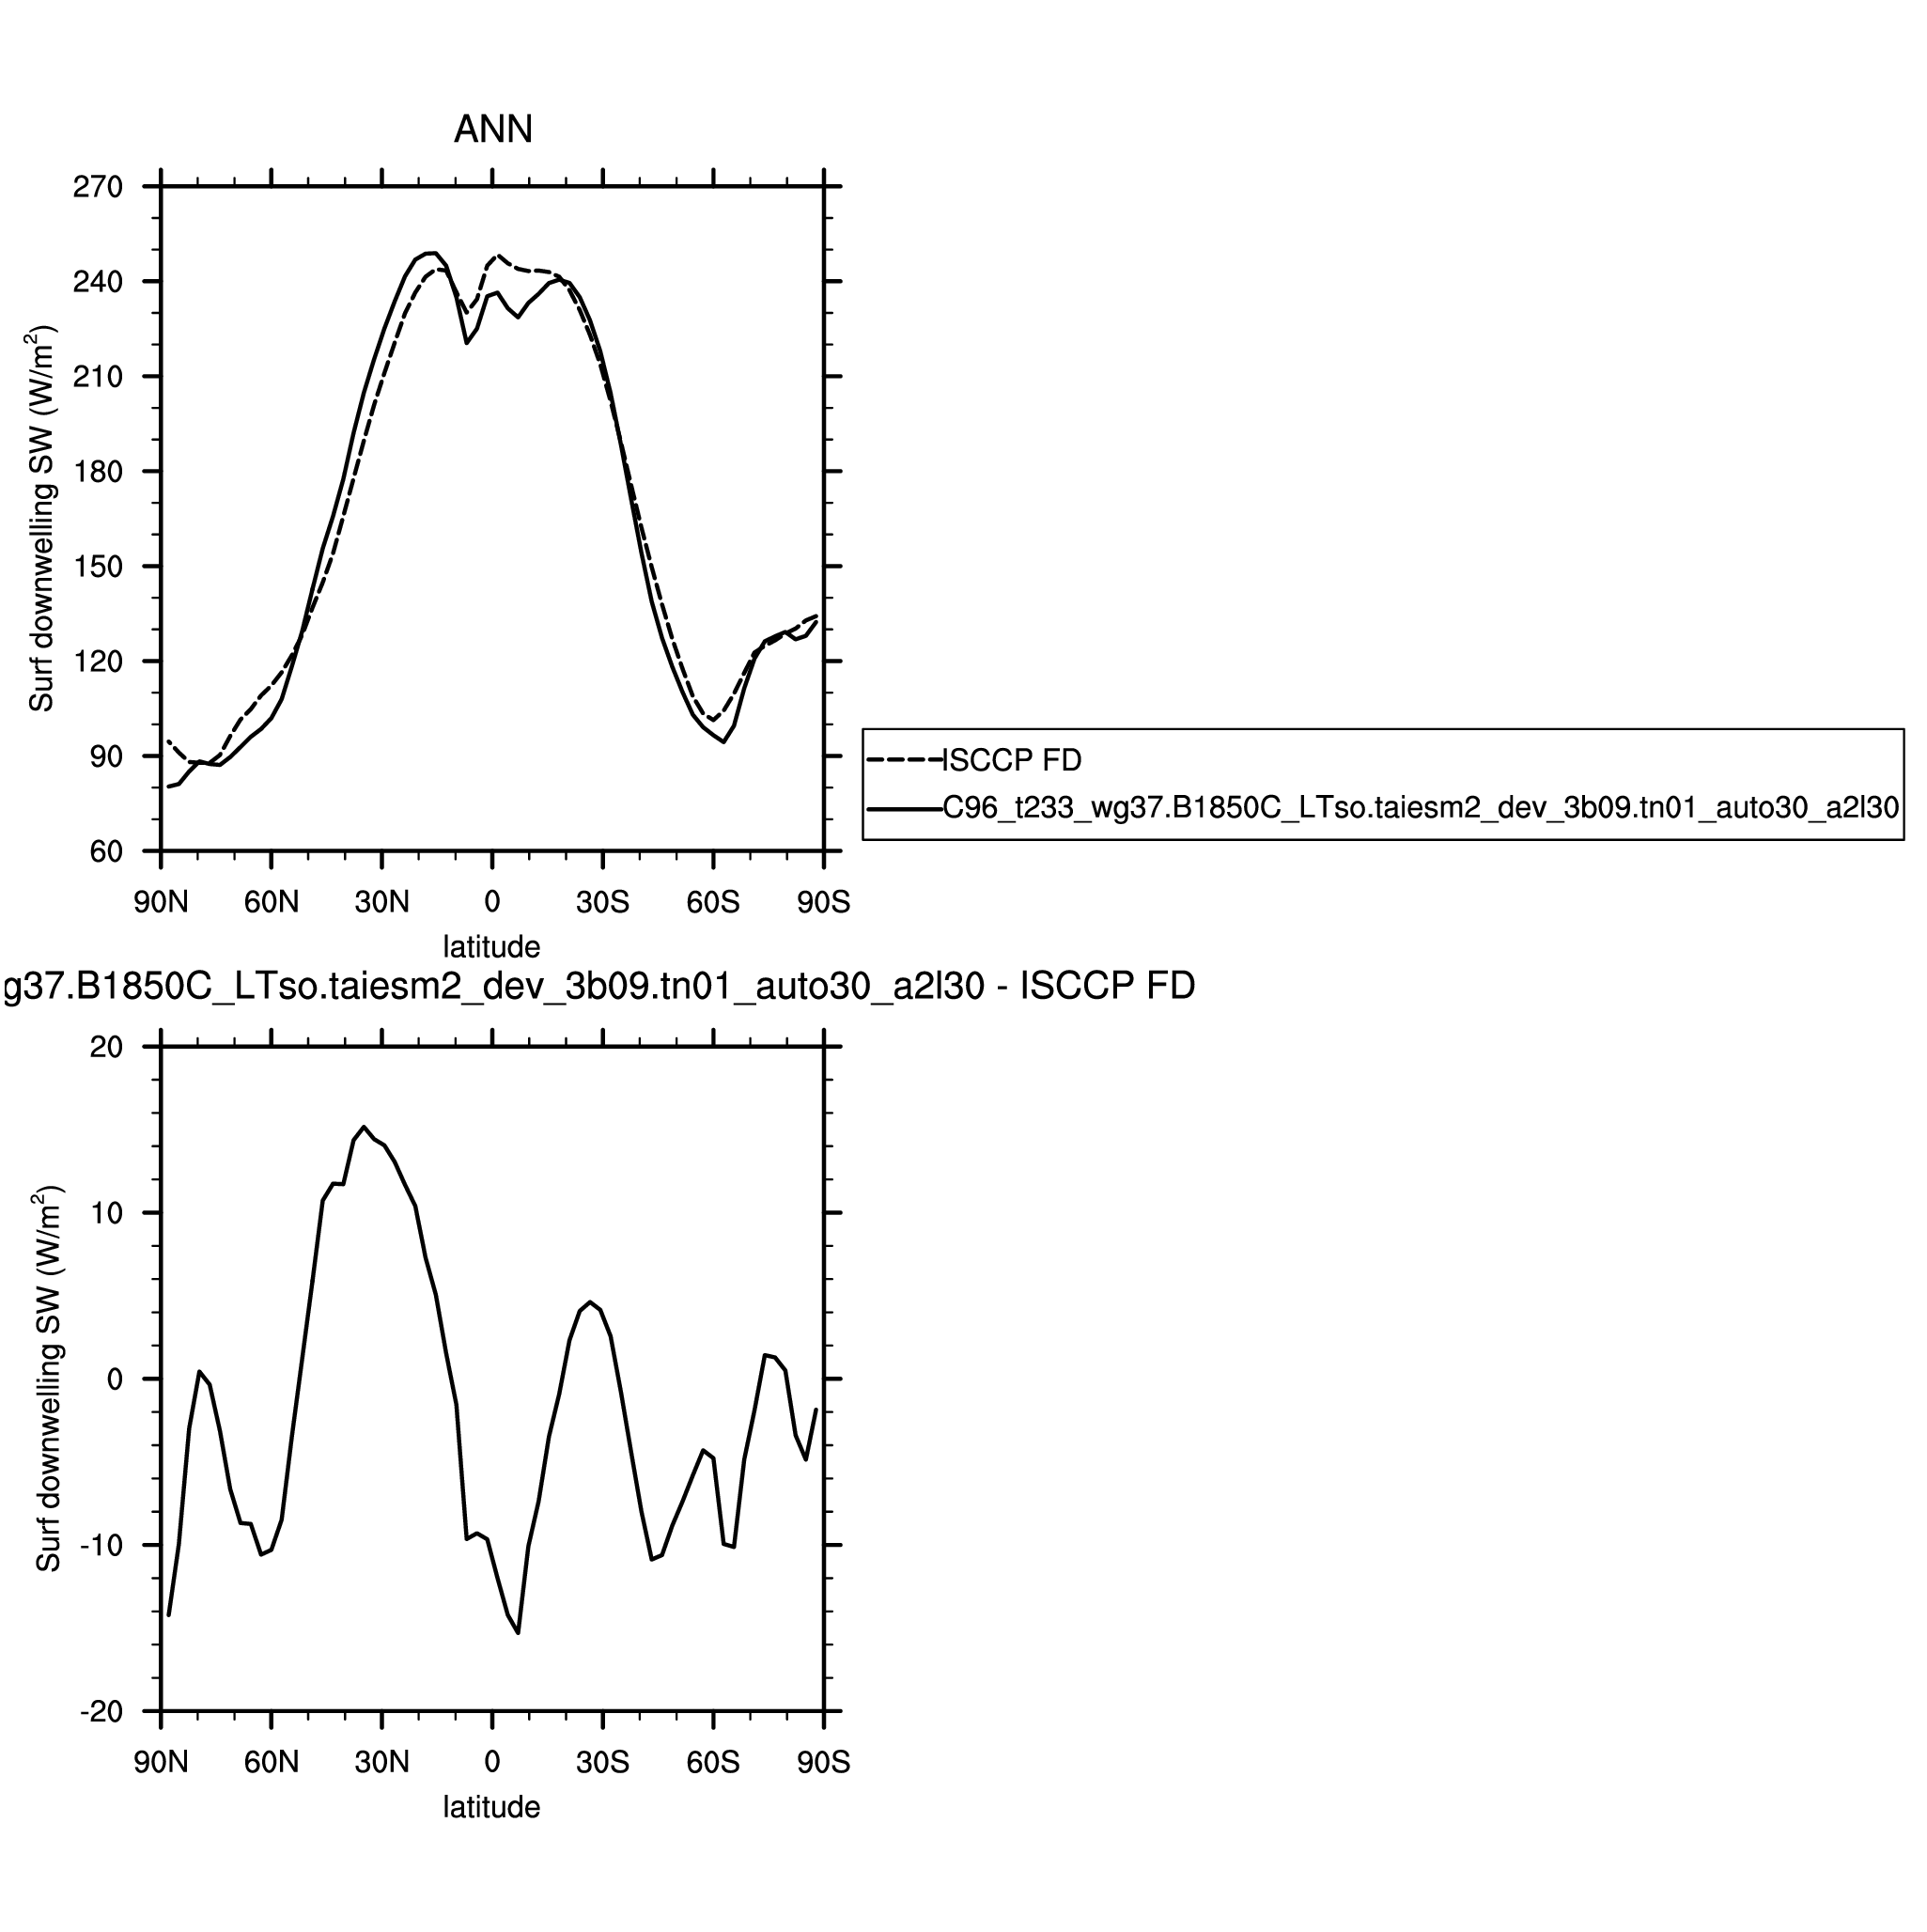 ANN
270
240
210
180
150
120
90
60
Surf downwelling SW (W/m2)
90N 60N 30N 0 30S 60S 90S
latitude
ISCCP FD
C96_t233_wg37.B1850C_LTso.taiesm2_dev_3b09.tn01_auto30_a2l30
g37.B1850C_LTso.taiesm2_dev_3b09.tn01_auto30_a2l30 - ISCCP FD
20
10
0
-10
-20
Surf downwelling SW (W/m2)
90N 60N 30N 0 30S 60S 90S
latitude